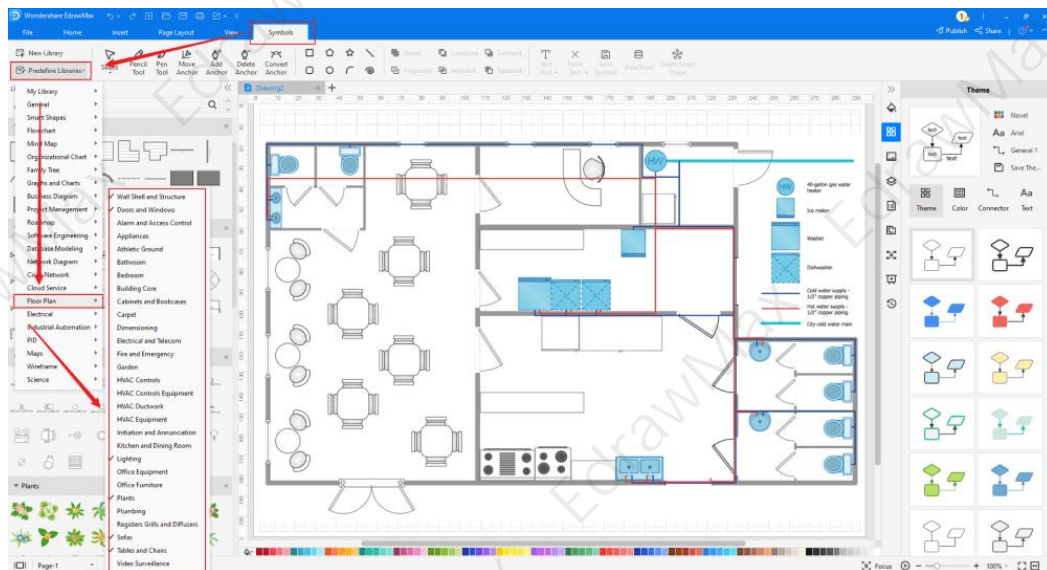 Wondershare EdrawMax
File Home Insert Page Layout View Symbols
Publish Share
New Library
Predefine Libraries
Select
Pencil Tool
Pen Tool
Move Anchor
Add Anchor
Delete Anchor
Convert Anchor
Combine
Subtract
Fragment
Intersect
Subtract
Text Tool
Point Tool
Save Symbol
DataSheet
Create Smart Shape
Drawing2
My Library
General
Smart Shapes
Flowchart
Mind Map
Organizational Chart
Family Tree
Graphs and Charts
Business Diagram
Project Management
Roadmap
Software Engineering
Database Modeling
Network Diagram
Cisco Network
Cloud Service
Floor Plan
Electrical
Industrial Automation
PID
Maps
Wireframe
Science
Wall Shell and Structure
Doors and Windows
Alarm and Access Control
Appliances
Athletic Ground
Bathroom
Bedroom
Building Core
Cabinets and Bookcases
Carpet
Dimensioning
Electrical and Telecom
Fire and Emergency
Garden
HVAC Controls
HVAC Controls Equipment
HVAC Ductwork
HVAC Equipment
Initiation and Annunciation
Kitchen and Dining Room
Lighting
Office Equipment
Office Furniture
Plants
Plumbing
Registers Grills and Diffusers
Sofas
Tables and Chairs
Video Surveillance
Plants
HW
HW
40-gallon gas water
heater
Ice maker
Washer
Dishwasher
Cold water supply -
1/2" copper piping
Hot water supply -
1/2" copper piping
City cold water main
Theme
text
text
text
text
Novel
Arial
General 1
Save The...
Theme Color Connector Text
Page-1
Focus
100%
EdrawMax